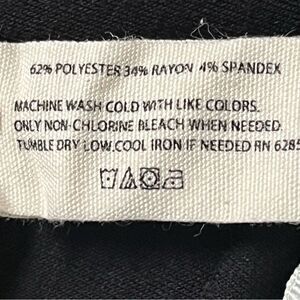 62% POLYESTER 34% RAYON 4% SPANDEX
MACHINE WASH COLD WITH LIKE COLORS.
ONLY NON-CHLORINE BLEACH WHEN NEEDED
TUMBLE DRY LOW.COOL IRON IF NEEDED RN 6285